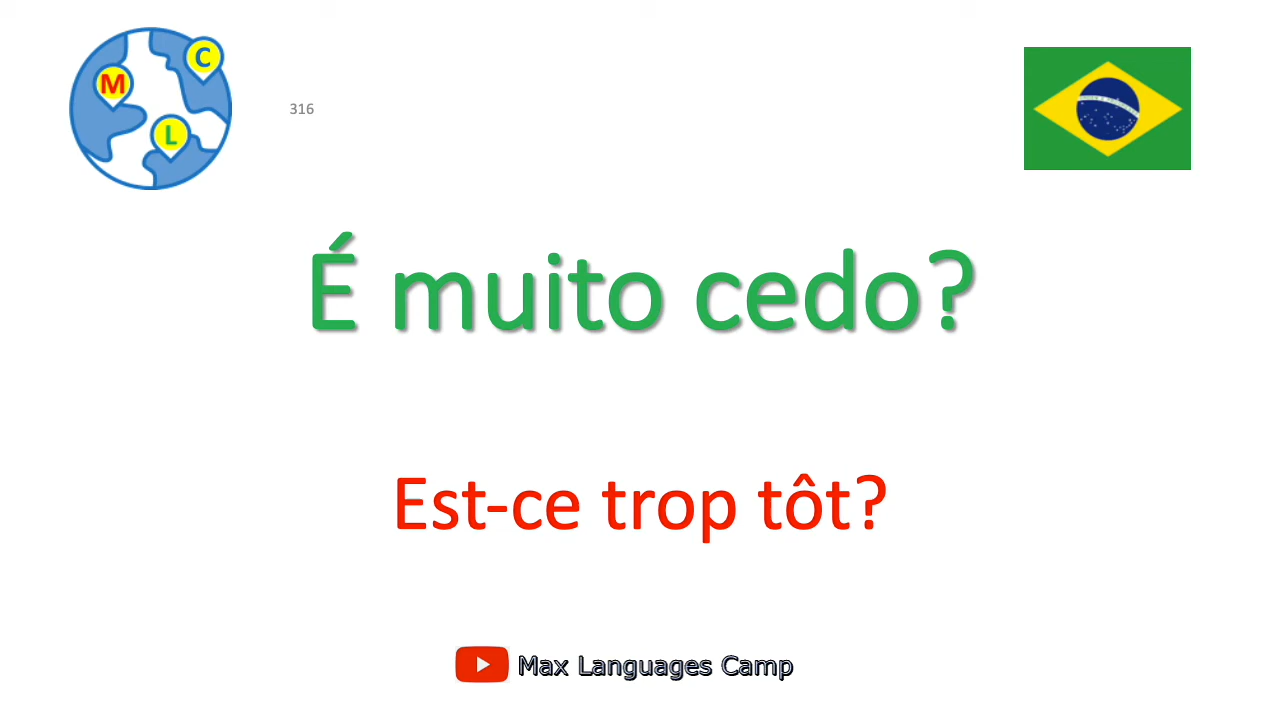 C
M
L
316
É muito cedo?
Est-ce trop tôt?
Max Languages Camp